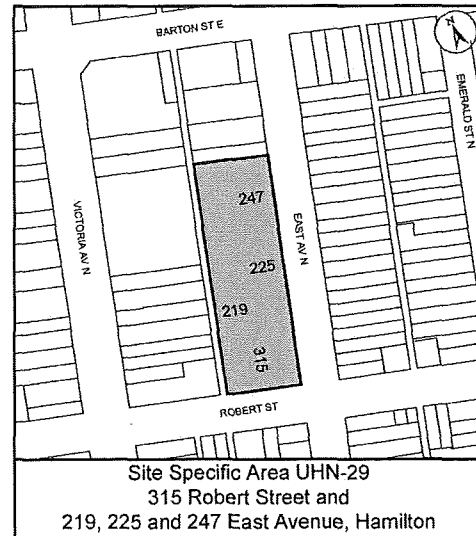 BARTON ST E
N
EMERALD ST N
VICTORIA AV N
EAST AV N
247
225
219
315
ROBERT ST
Site Specific Area UHN-29
315 Robert Street and
219, 225 and 247 East Avenue, Hamilton